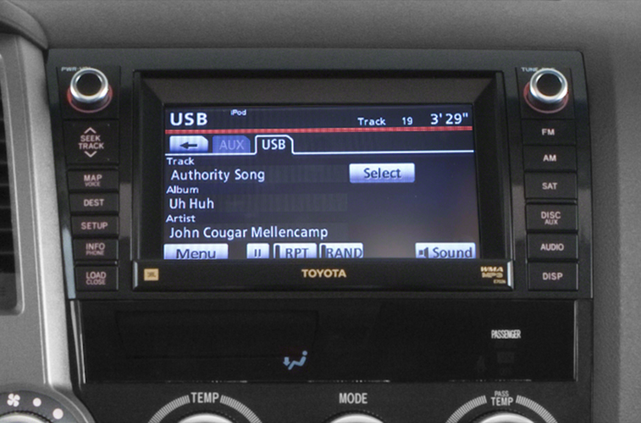 PWR VOL
TUNE
USB iPod Track 19 3'29"
SEEK
TRACK
AUX USB
Track
Authority Song Select
Album
Uh Huh
Artist
John Cougar Mellencamp
Menu II RPT RAND Sound
MAP
VOICE
DEST
SETUP
INFO
PHONE
LOAD
CLOSE
FM
AM
SAT
DISC
AUX
AUDIO
DISP
JBL TOYOTA WMA
MP3
PASSENGER
TEMP MODE PASS
TEMP